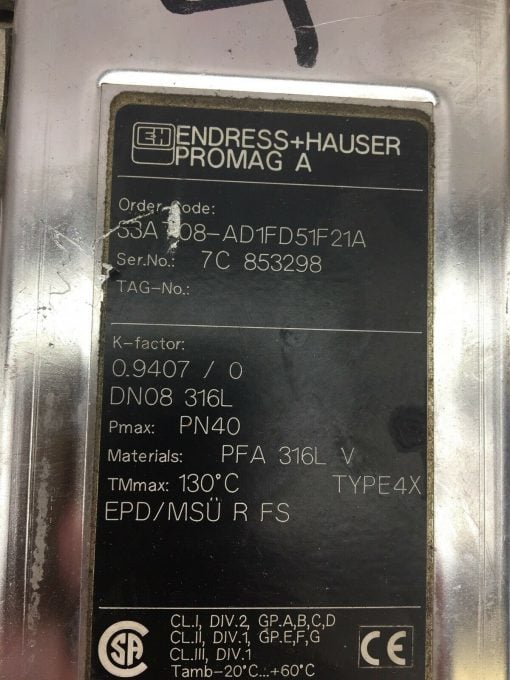 EH ENDRESS+HAUSER
PROMAG A
Order Code:
08-AD1FD51F21A
Ser.No.: 7C 853298
TAG-No.:
K-factor:
0.9407 / 0
DN08 316L
Pmax: PN40
Materials: PFA 316L V
TMmax: 130°C TYPE4X
EPD/MSÜ R FS
CL.I, DIV.2, GP.A,B,C,D
CL.II, DIV.1, GP.E,F,G
CL.III, DIV.1
Tamb-20°C...+60°C
SA
CE